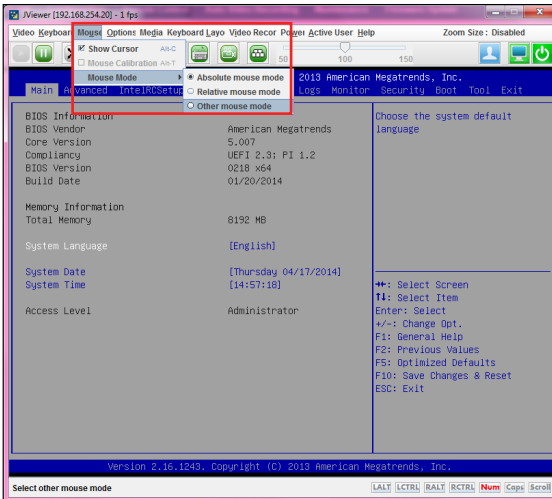 JViewer [192.168.254.20] - 1 fps
Video Keyboard Mouse Options Media Keyboard Layo Video Recor Power Active User Help Zoom Size : Disabled
Show Cursor Alt-C
Mouse Calibration Alt-T
50 100 150
Mouse Mode Absolute mouse mode
Relative mouse mode
Other mouse mode
2013 American Megatrends, Inc.
Main Advanced IntelRCSetup Logs Monitor Security Boot Tool Exit
BIOS Information
BIOS Vendor American Megatrends
Core Version 5.007
Compliancy UEFI 2.3; PI 1.2
BIOS Version 0218 x64
Build Date 01/20/2014
Memory Information
Total Memory 8192 MB
System Language [English]
System Date [Thursday 04/17/2014]
System Time [14:57:18]
Access Level Administrator
Choose the system default
language
→←: Select Screen
↑↓: Select Item
Enter: Select
+/-: Change Opt.
F1: General Help
F2: Previous Values
F5: Optimized Defaults
F10: Save Changes & Reset
ESC: Exit
Version 2.16.1243. Copyright (C) 2013 American Megatrends, Inc.
Select other mouse mode LALT LCTRL RALT RCTRL Num Caps Scroll